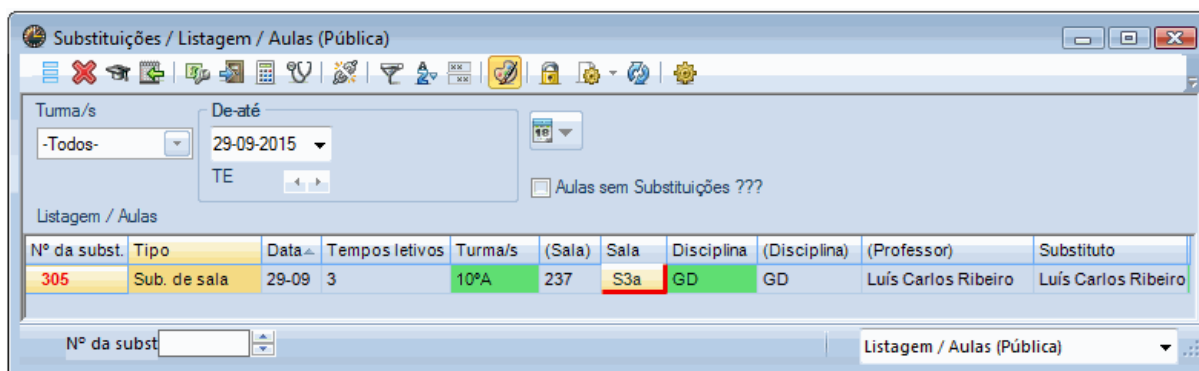 Substituições / Listagem / Aulas (Pública)
Turma/s
De-até
-Todos-
29-09-2015
18
TE
Aulas sem Substituições ???
Listagem / Aulas
Nº da subst. Tipo Data Tempos letivos Turma/s (Sala) Sala Disciplina (Disciplina) (Professor) Substituto
305 Sub. de sala 29-09 3 10ºA 237 S3a GD GD Luís Carlos Ribeiro Luís Carlos Ribeiro
Nº da subst
Listagem / Aulas (Pública)